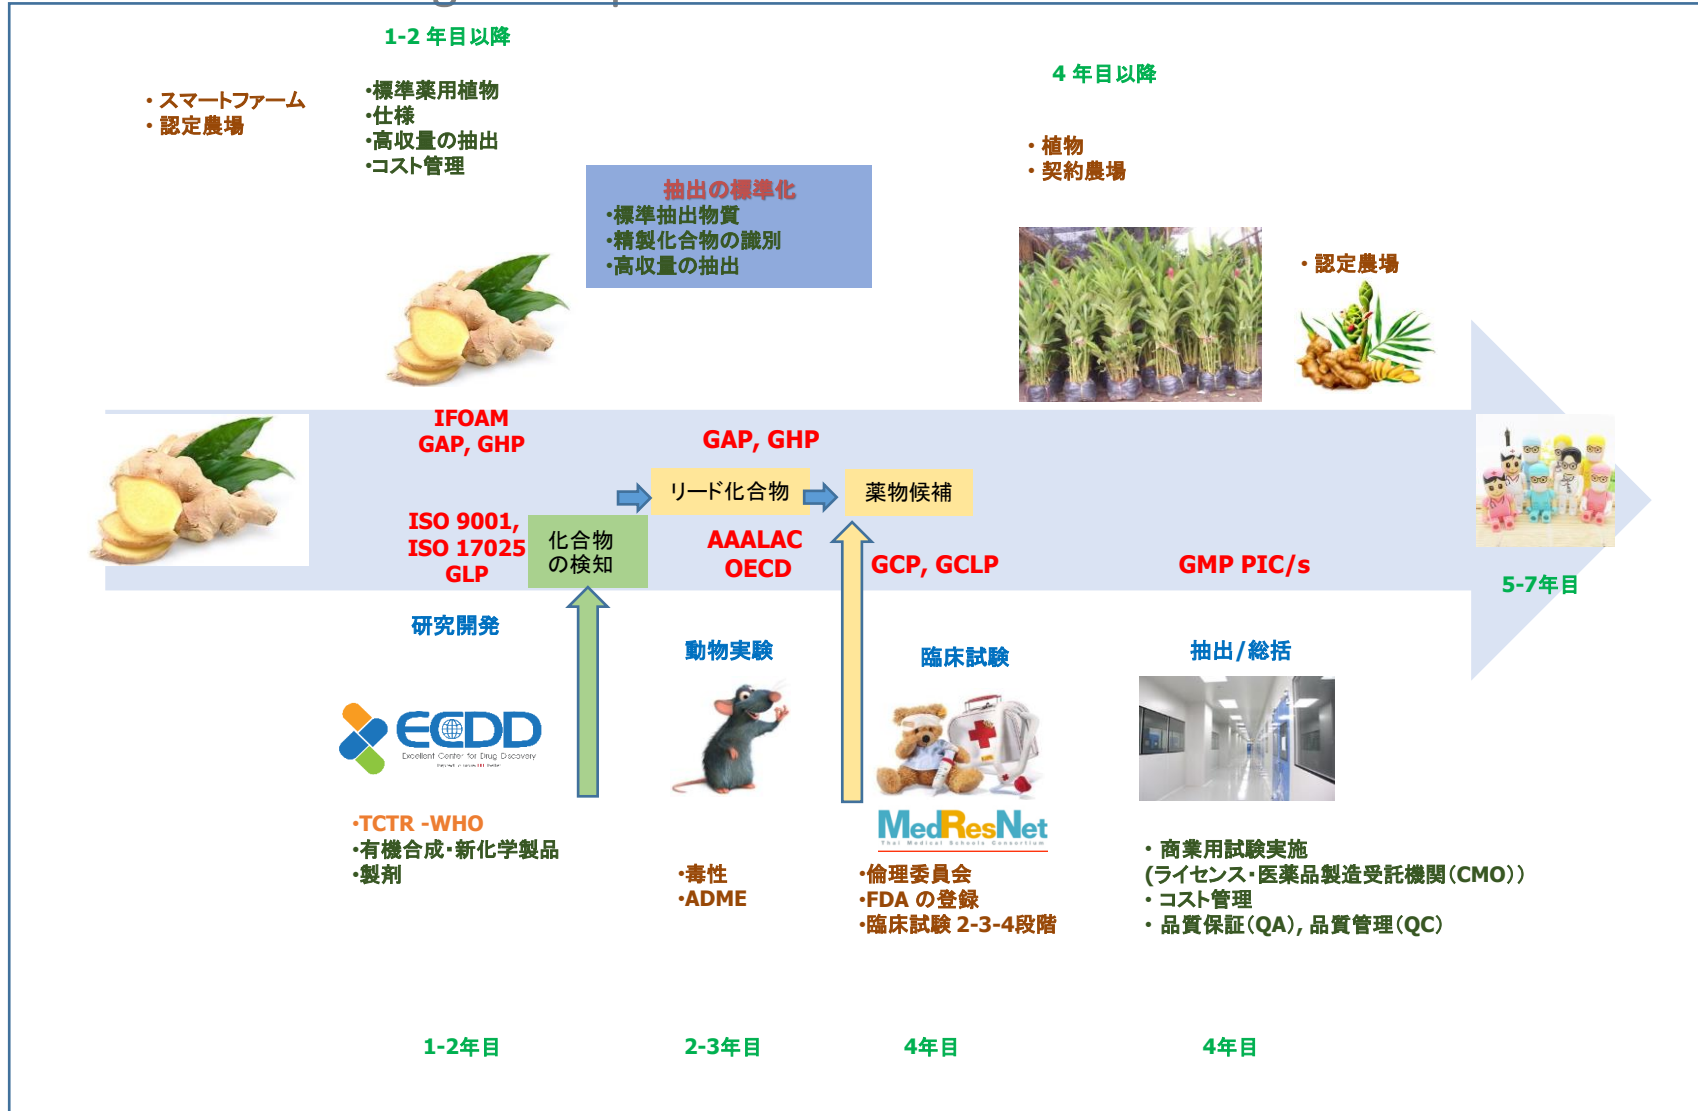 1-2 年目以降
4 年目以降
・スマートファーム
・認定農場
・標準薬用植物
・仕様
・高収量の抽出
・コスト管理
・植物
・契約農場
抽出の標準化
・標準抽出物質
・精製化合物の識別
・高収量の抽出
・認定農場
IFOAM
GAP, GHP
GAP, GHP
リード化合物
薬物候補
ISO 9001,
ISO 17025
GLP
化合物
の検知
AAALAC
OECD
GCP, GCLP
GMP PIC/s
5-7年目
研究開発
動物実験
臨床試験
抽出/総括
ECDD
Excellent Center for Drug Discovery
MedResNet
Thai Medical Schools Consortium
・TCTR -WHO
・有機合成・新化学製品
・製剤
・毒性
・ADME
・倫理委員会
・FDA の登録
・臨床試験 2-3-4段階
・商業用試験実施
(ライセンス・医薬品製造受託機関(CMO))
・コスト管理
・品質保証(QA), 品質管理(QC)
1-2年目
2-3年目
4年目
4年目